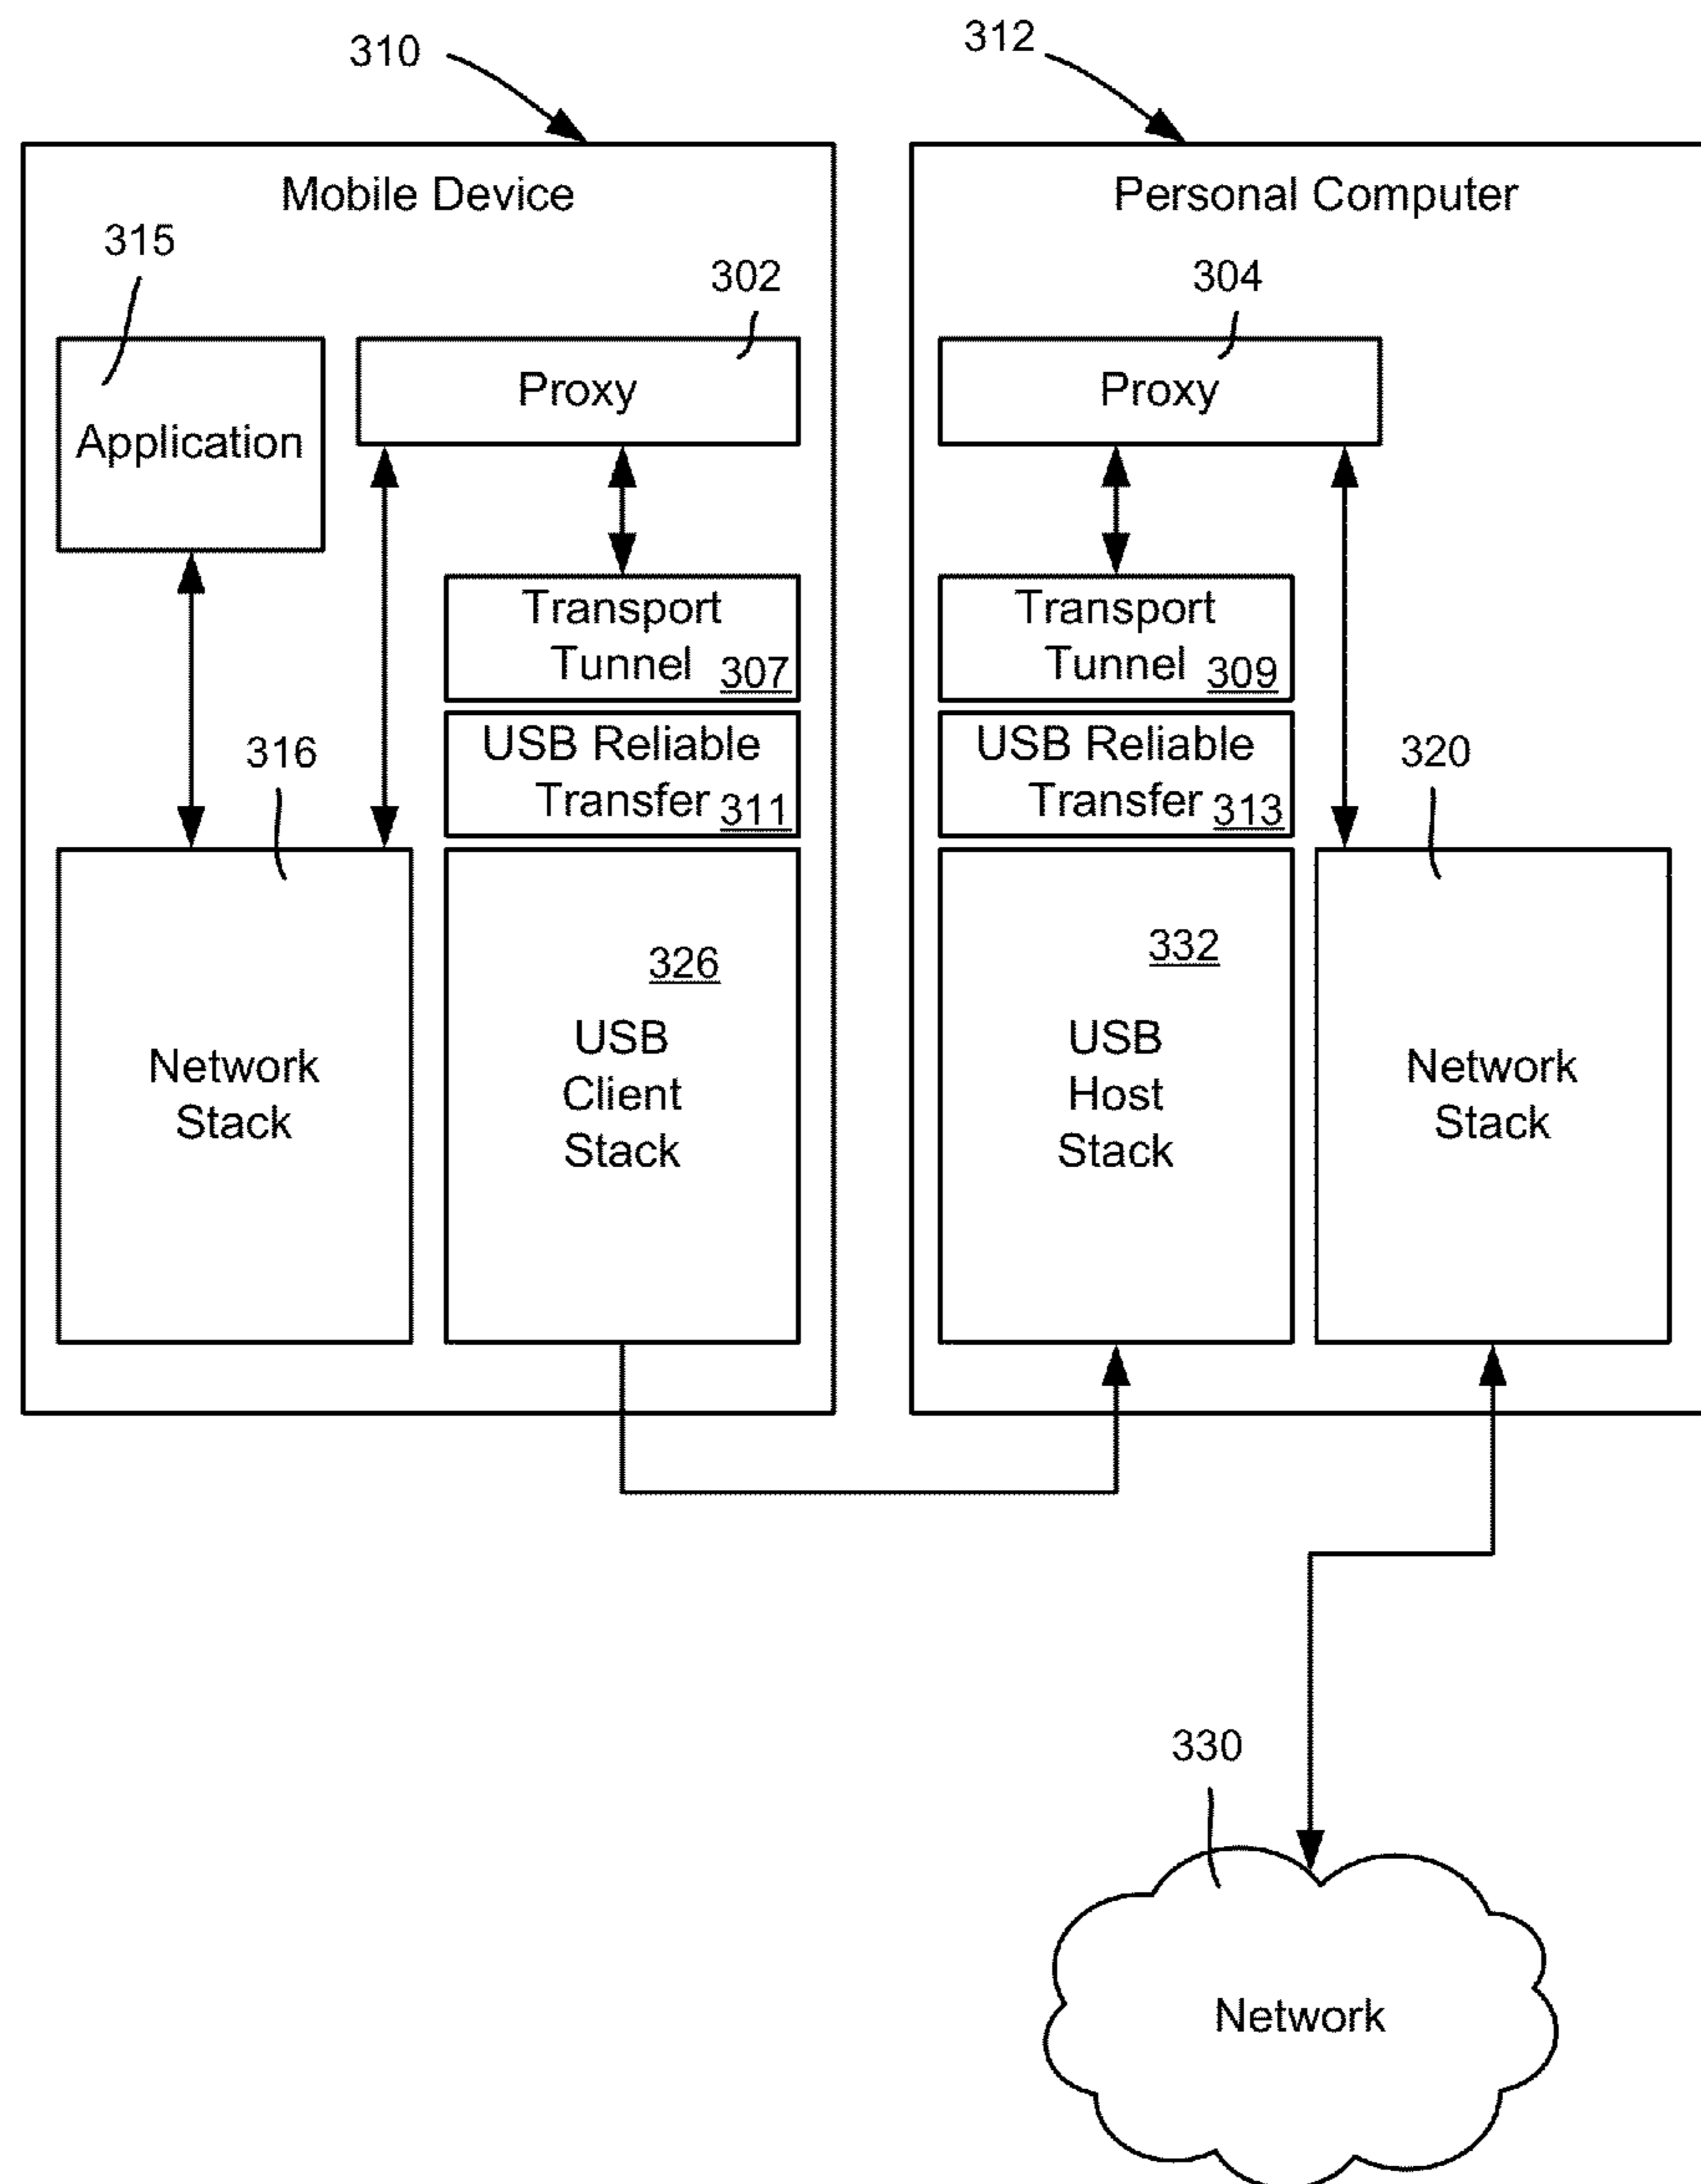 310
312
Mobile Device
Personal Computer
315
302
304
Application
Proxy
Proxy
Transport
Tunnel 307
Transport
Tunnel 309
USB Reliable
Transfer 311
USB Reliable
Transfer 313
316
320
Network
Stack
326
USB
Client
Stack
332
USB
Host
Stack
Network
Stack
330
Network